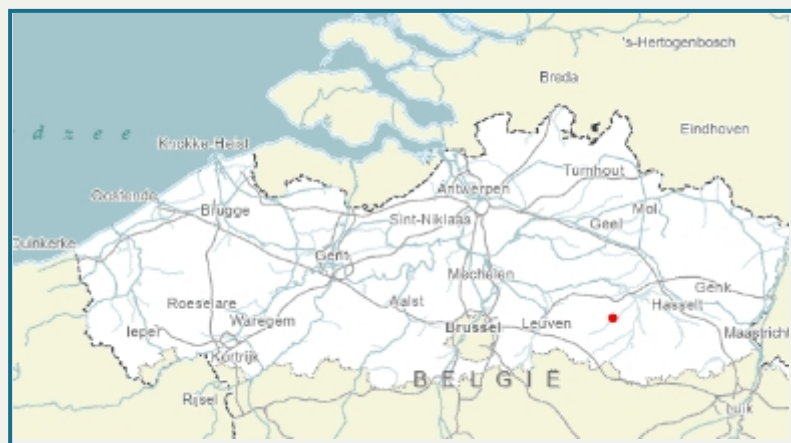 's-Hertogenbosch
Breda
d z e e
Eindhoven
Knokke-Heist
Turnhout
Antwerpen
Oostende
Mol
Brugge
Sint-Niklaas
Geel
Duinkerke
Gent
Mechelen
Genk
Roeselare
Aalst
Hasselt
Waregem
Brussel
Leuven
Ieper
Maastricht
Kortrijk
BELGIË
Rijsel
Luik